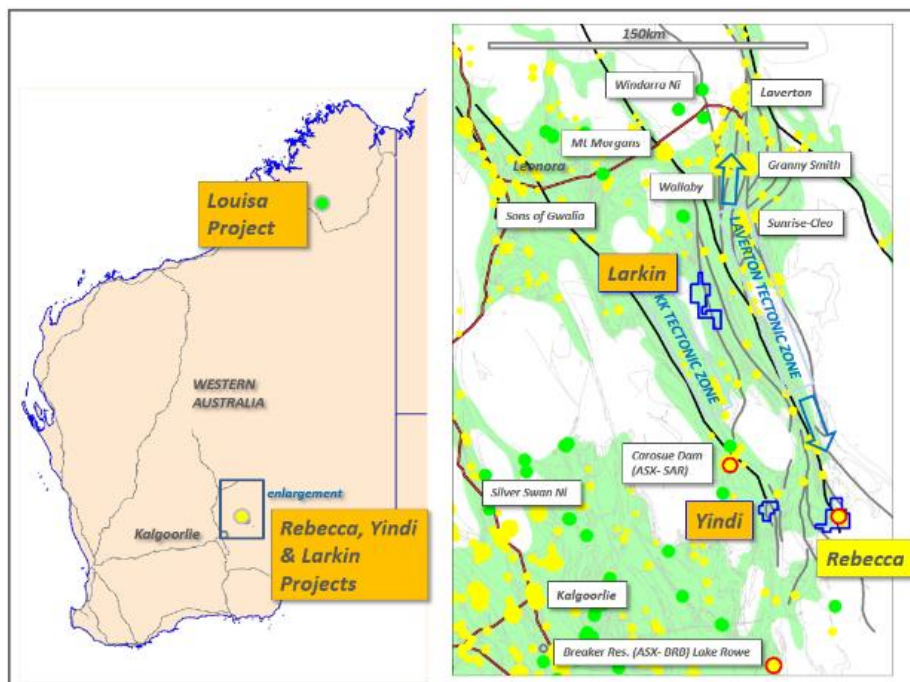 Louisa
Project
WESTERN
AUSTRALIA
enlargement
Kalgoorlie
Rebecca, Yindi
& Larkin
Projects
150km
Windarra Ni
Laverton
Mt Morgans
Leonora
Granny Smith
Wallaby
Sons of Gwalia
Sunrise-Cleo
Larkin
LAVERTON TECTONIC ZONE
KK TECTONIC ZONE
Carosue Dam
(ASX- SAR)
Silver Swan Ni
Yindi
Rebecca
Kalgoorlie
Breaker Res. (ASX- BRB) Lake Rowe